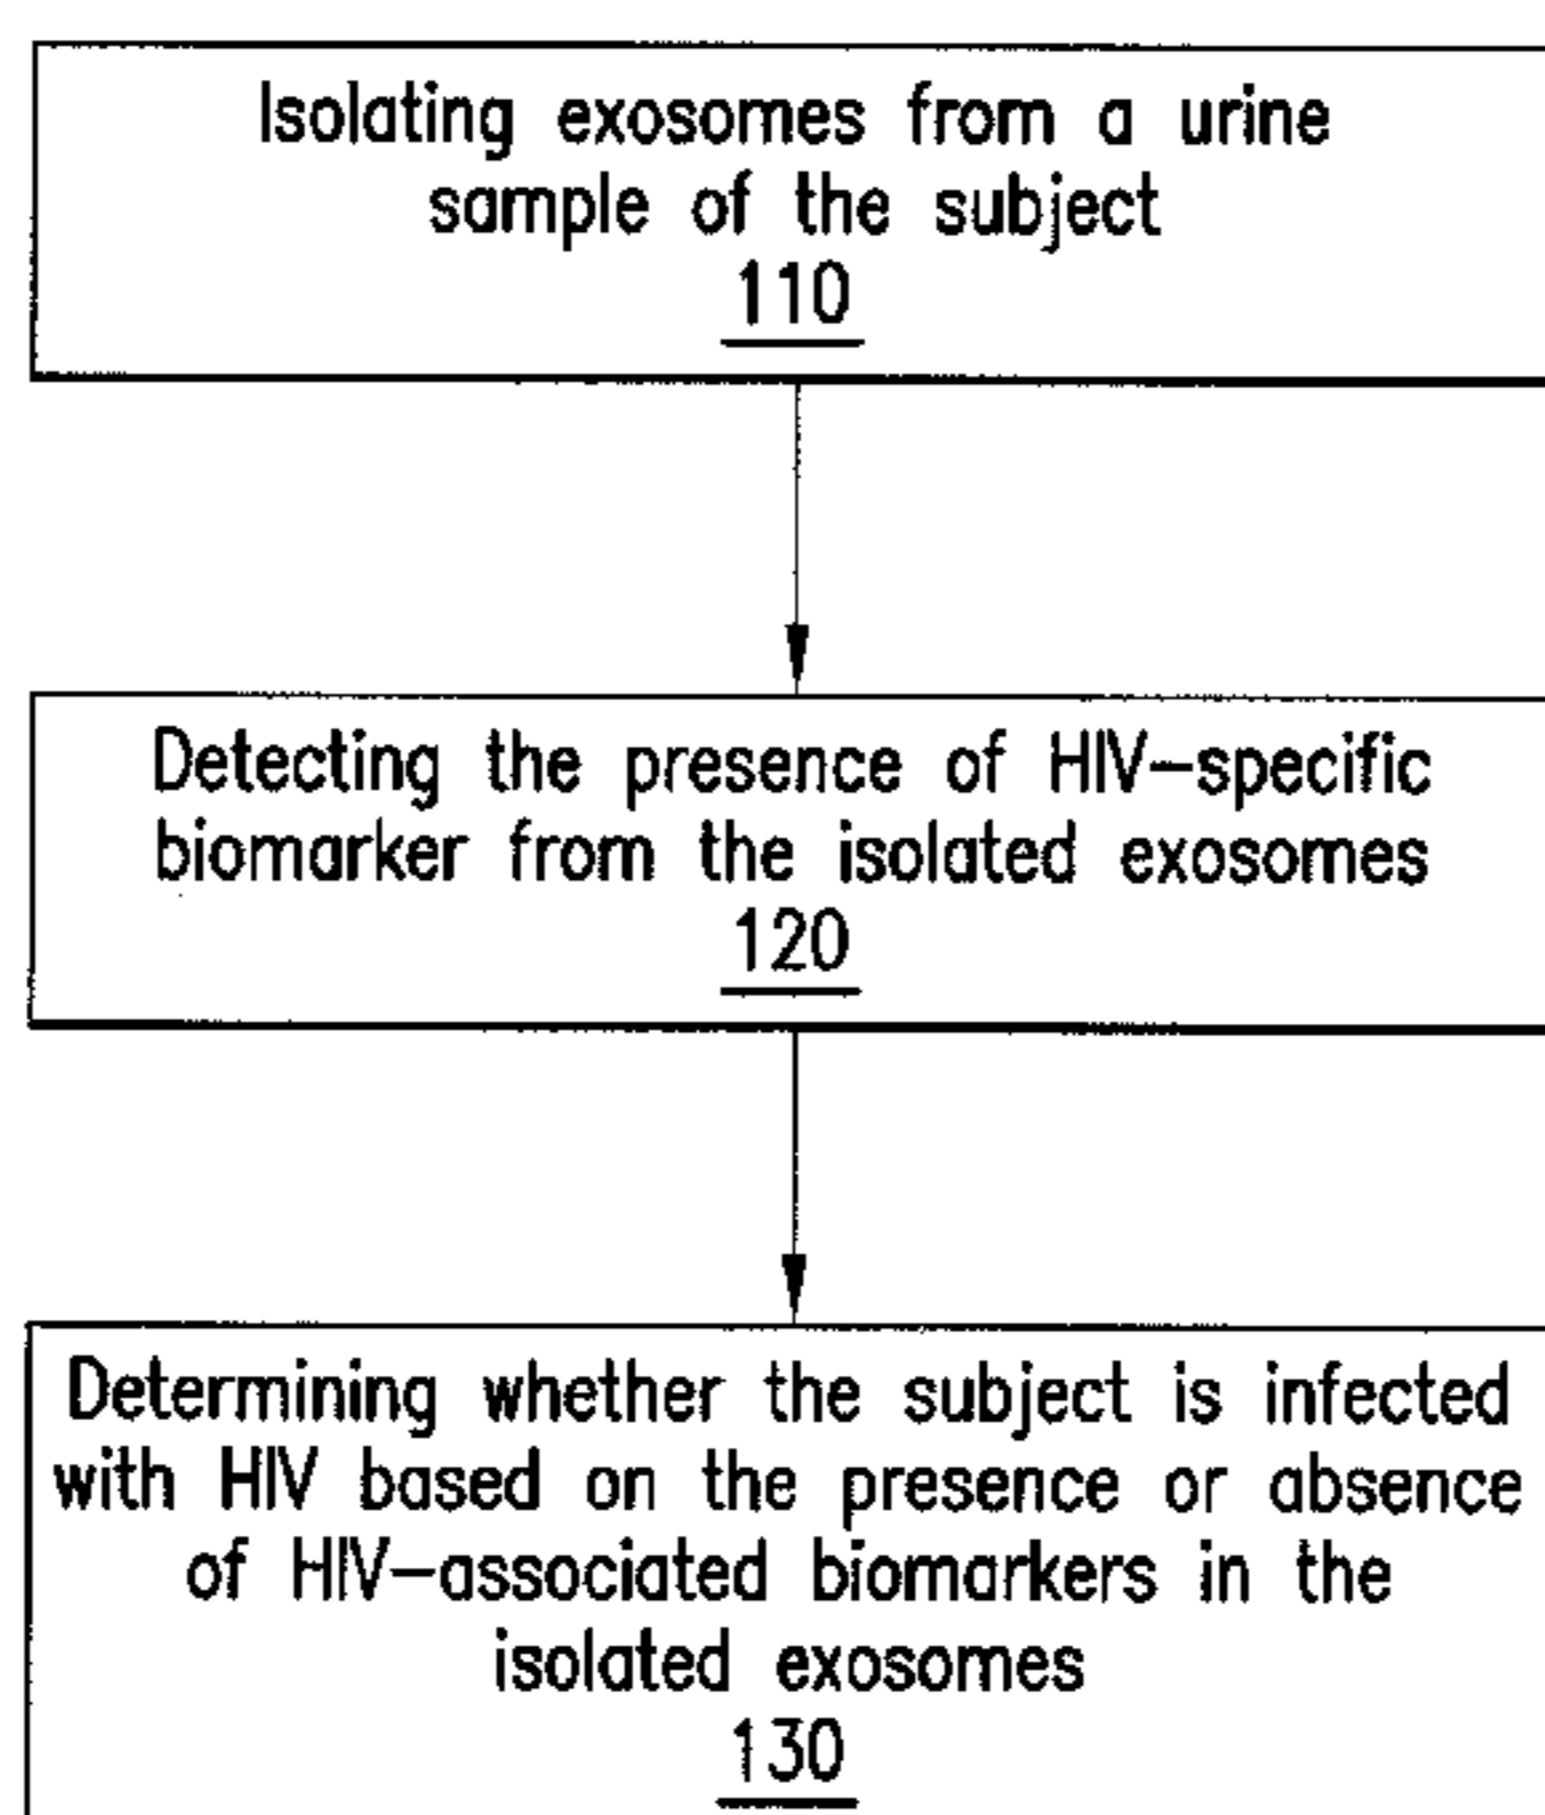 Isolating exosomes from a urine
sample of the subject
110
Detecting the presence of HIV-specific
biomarker from the isolated exosomes
120
Determining whether the subject is infected
with HIV based on the presence or absence
of HIV-associated biomarkers in the
isolated exosomes
130